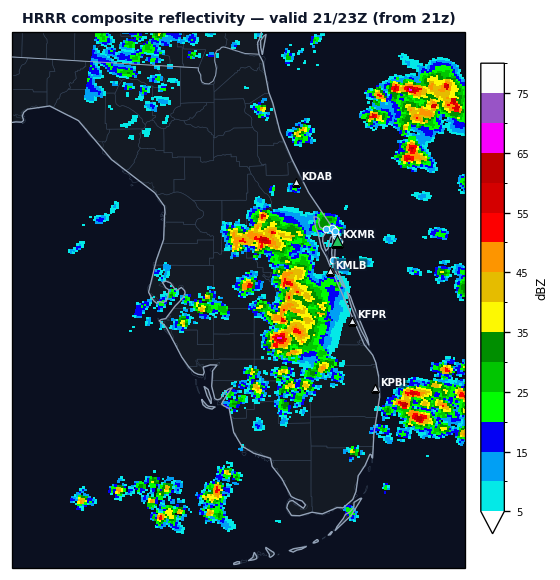 HRRR composite reflectivity — valid 21/23Z (from 21z)
KDAB
KXMR
KMLB
KFPR
KPBI
75
65
55
45
35
25
15
5
dBZ